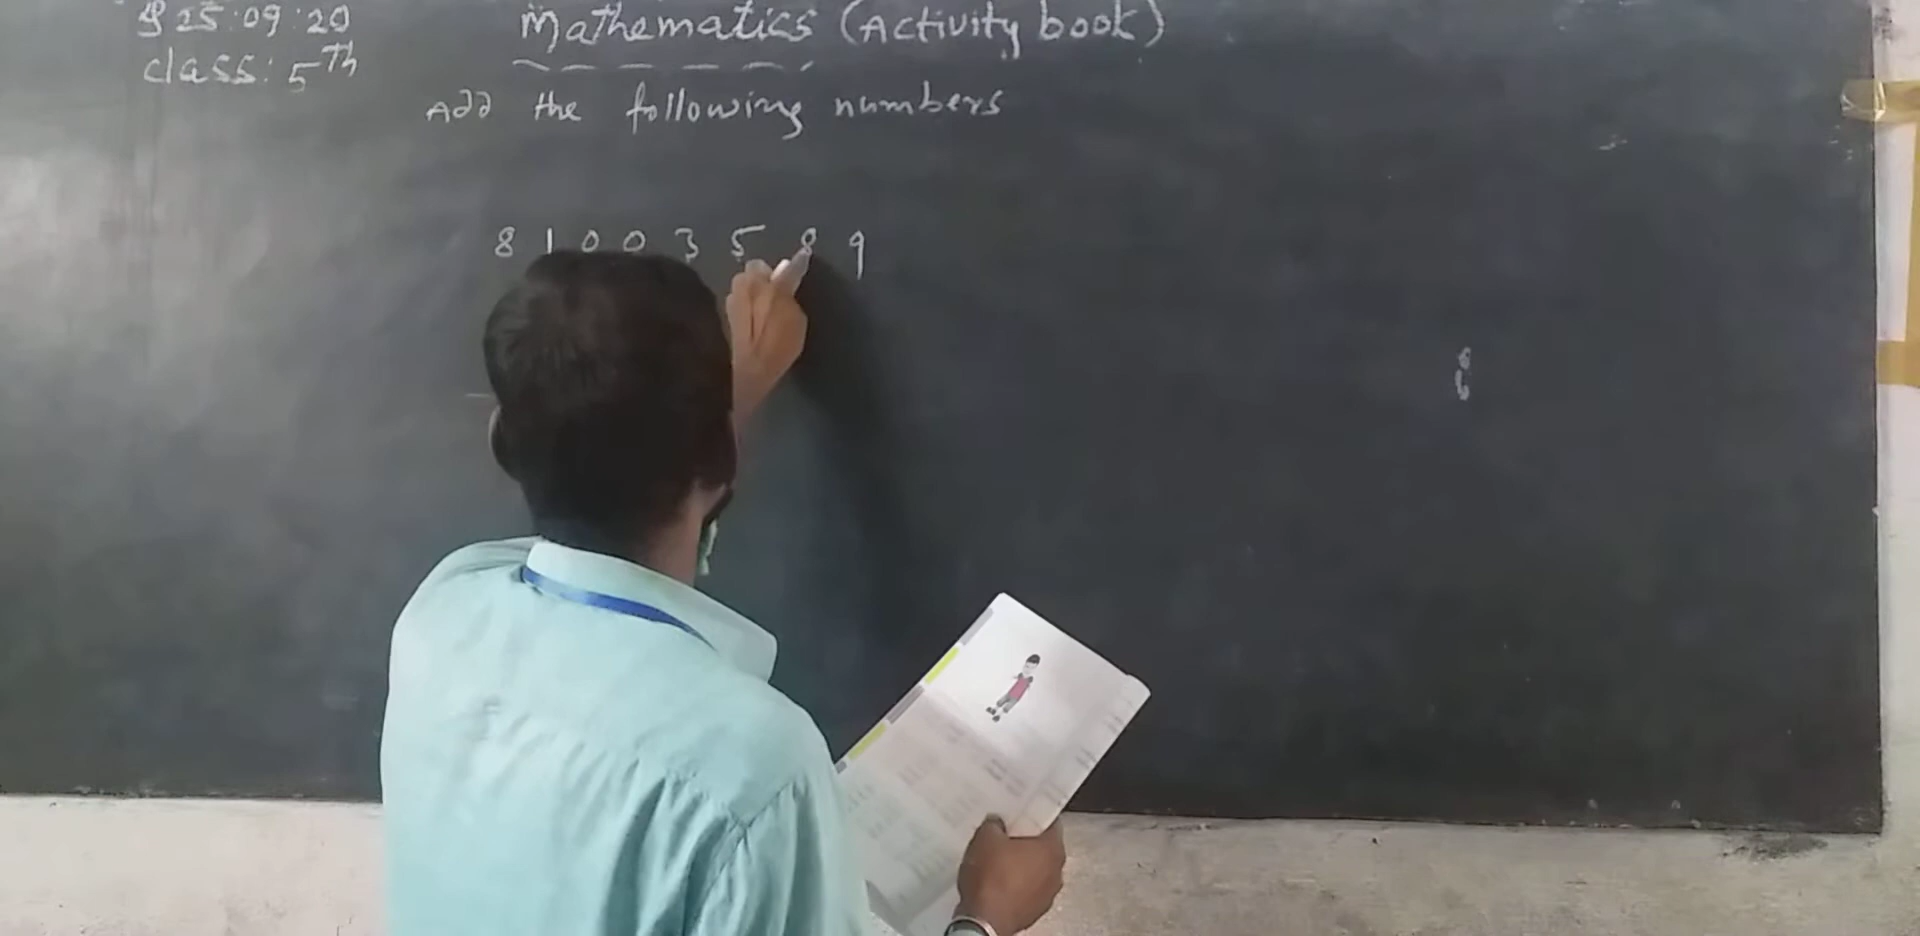 25:09:20
class: 5Th
Mathematics (Activity book)
Add the following numbers
8 1 0 0 3 5 8 9